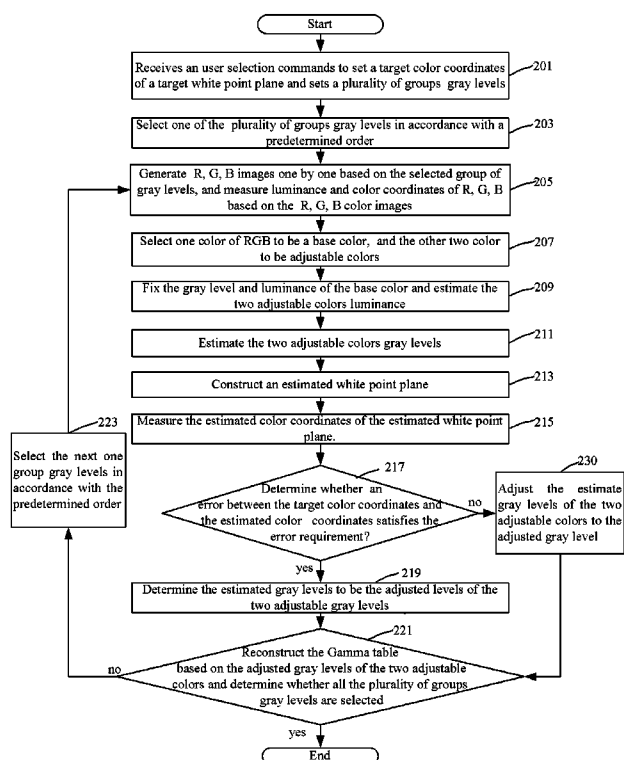 Start
Receives an user selection commands to set a target color coordinates
of a target white point plane and sets a plurality of groups gray levels
201
Select one of the plurality of groups gray levels in accordance with a
predetermined order
203
Generate R, G, B images one by one based on the selected group of
gray levels, and measure luminance and color coordinates of R, G, B
based on the R, G, B color images
205
Select one color of RGB to be a base color, and the other two color
to be adjustable colors
207
Fix the gray level and luminance of the base color and estimate the
two adjustable colors luminance
209
Estimate the two adjustable colors gray levels
211
Construct an estimated white point plane
213
Measure the estimated color coordinates of the estimated white point
plane.
215
223
Select the next one
group gray levels in
accordance with the
predetermined order
217
Determine whether an
error between the target color coordinates and
the estimated color coordinates satisfies the
error requirement?
no
230
Adjust the estimate
gray levels of the two
adjustable colors to the
adjusted gray level
yes
219
Determine the estimated gray levels to be the adjusted levels of the
two adjustable gray levels
221
Reconstruct the Gamma table
based on the adjusted gray levels of the two adjustable
colors and determine whether all the plurality of groups
gray levels are selected
no
yes
End